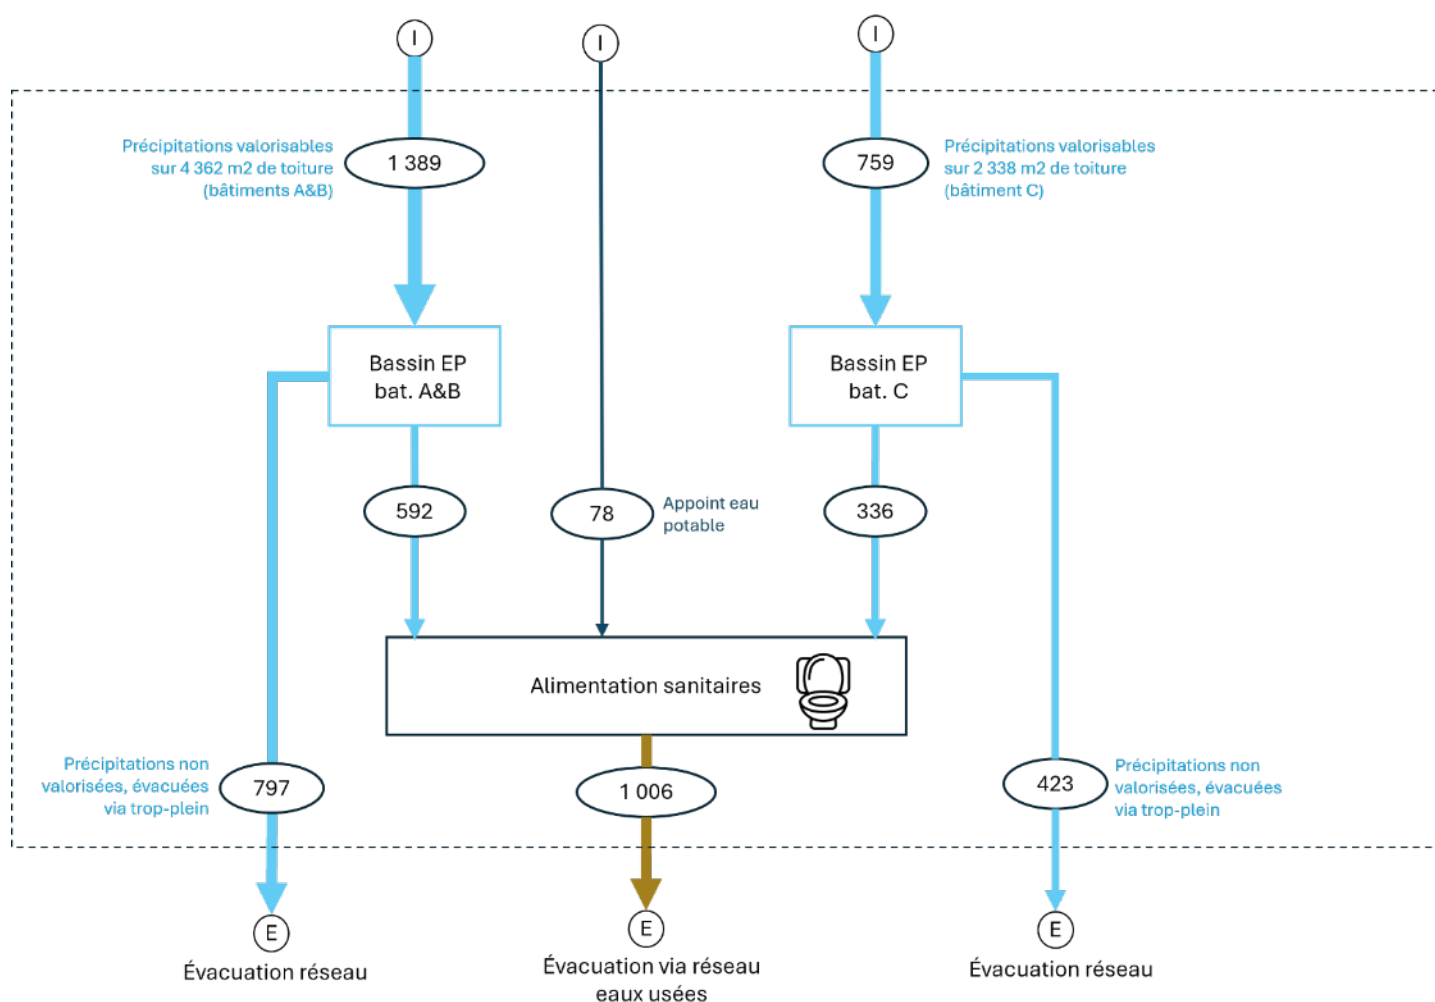 I
I
I
Précipitations valorisables
sur 4 362 m2 de toiture
(bâtiments A&B)
1 389
759
Précipitations valorisables
sur 2 338 m2 de toiture
(bâtiment C)
Bassin EP
bat. A&B
Bassin EP
bat. C
592
78
Appoint eau
potable
336
Alimentation sanitaires
Précipitations non
valorisées, évacuées
via trop-plein
797
1 006
423
Précipitations non
valorisées, évacuées
via trop-plein
E
Évacuation réseau
E
Évacuation via réseau
eaux usées
E
Évacuation réseau